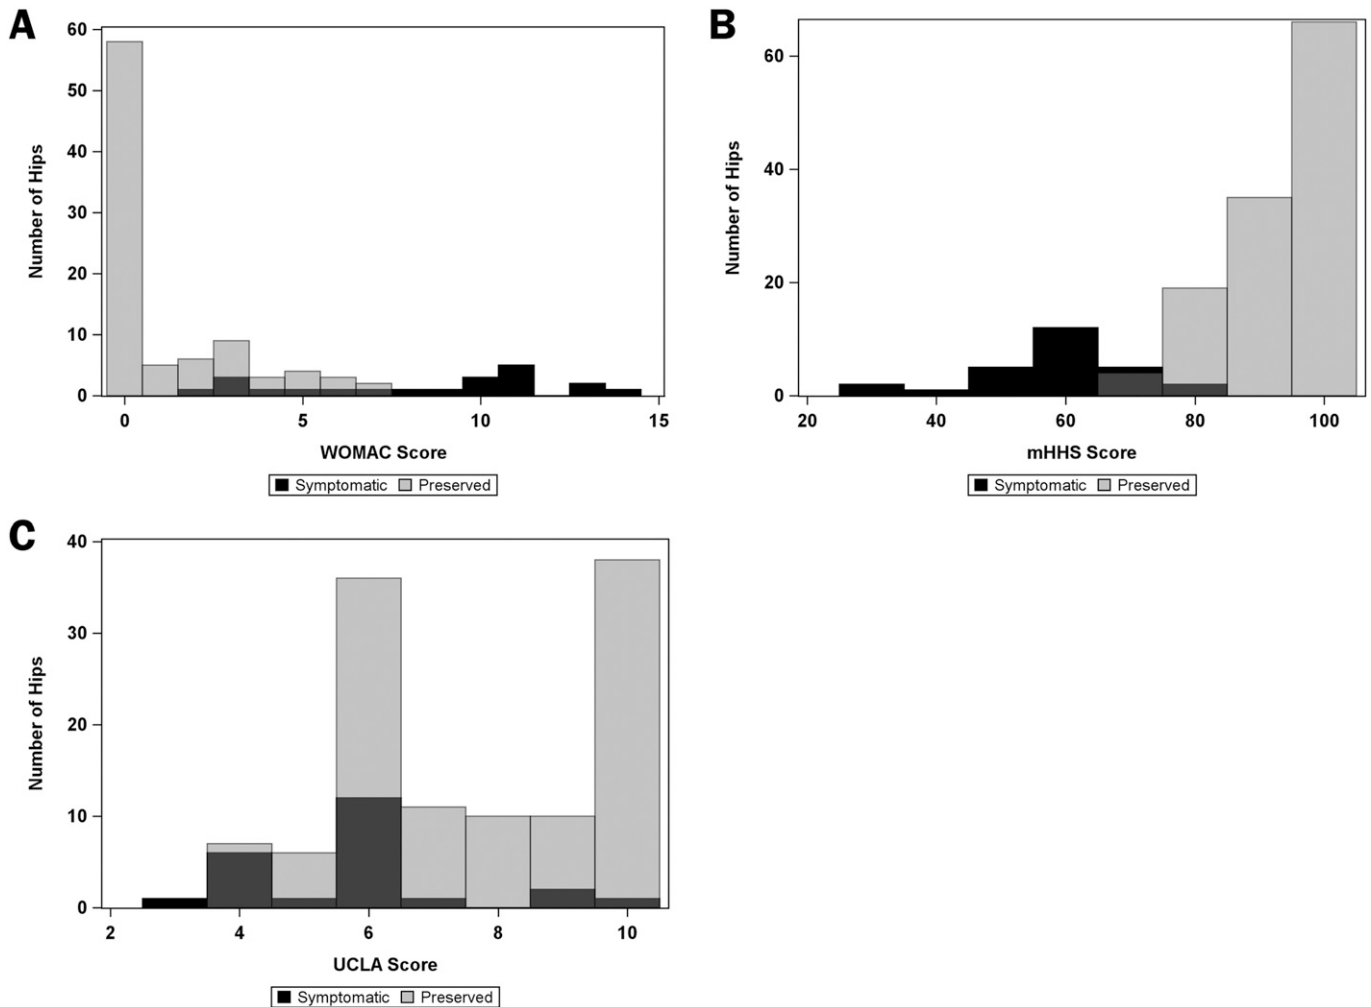 A
60
50
40
30
20
10
0
Number of Hips
0 5 10 15
WOMAC Score
Symptomatic Preserved
B
60
40
20
0
Number of Hips
20 40 60 80 100
mHHS Score
Symptomatic Preserved
C
40
30
20
10
0
Number of Hips
2 4 6 8 10
UCLA Score
Symptomatic Preserved